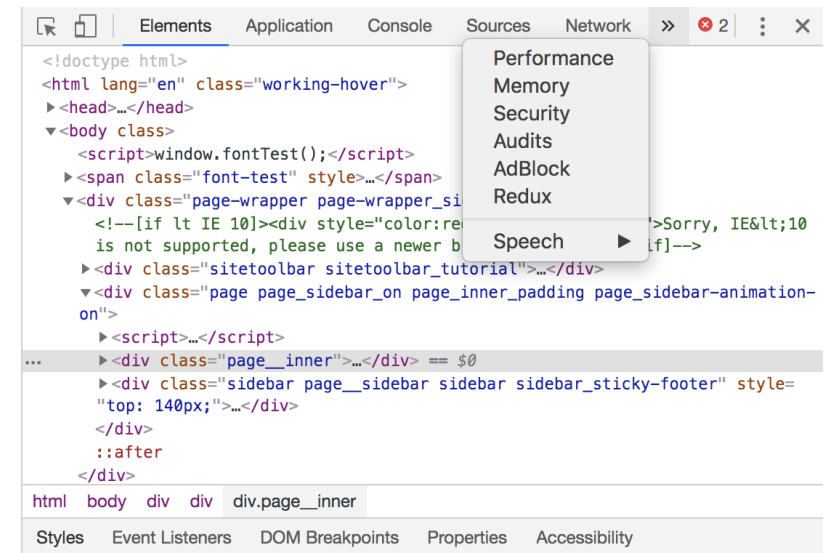 Elements Application Console Sources Network » 2
Performance
Memory
Security
Audits
AdBlock
Redux
Speech
<!doctype html>
<html lang="en" class="working-hover">
<head>…</head>
<body class>
<script>window.fontTest();</script>
<span class="font-test" style>…</span>
<div class="page-wrapper page-wrapper_si
<!--[if lt IE 10]><div style="color:re ">Sorry, IE&lt;10
is not supported, please use a newer b if]-->
<div class="sitetoolbar sitetoolbar_tutorial">…</div>
<div class="page page_sidebar_on page_inner_padding page_sidebar-animation-
on">
<script>…</script>
… <div class="page__inner">…</div> == $0
<div class="sidebar page__sidebar sidebar sidebar_sticky-footer" style=
"top: 140px;">…</div>
</div>
::after
</div>
html body div div div.page__inner
Styles Event Listeners DOM Breakpoints Properties Accessibility